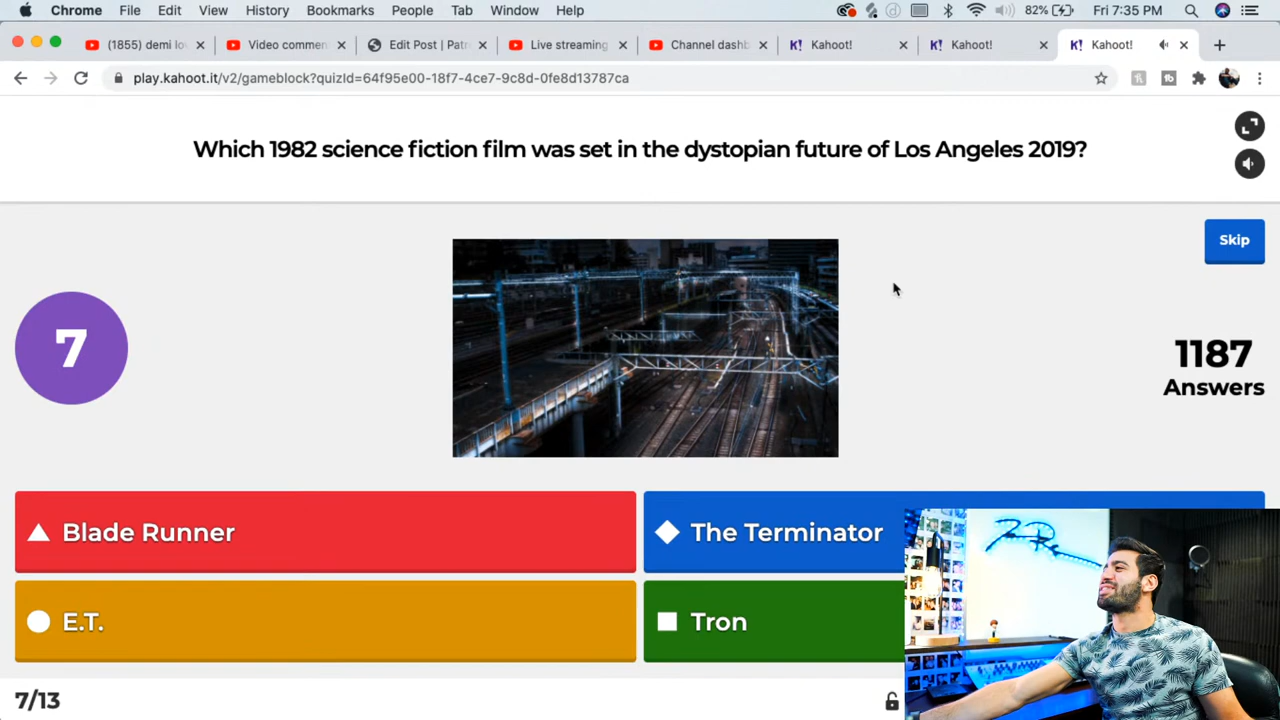 Chrome File Edit View History Bookmarks People Tab Window Help 82% Fri 7:35 PM
(1855) demi lo Video commen Edit Post | Patr Live streaming Channel dashb Kahoot! Kahoot! Kahoot!
play.kahoot.it/v2/gameblock?quizId=64f95e00-18f7-4ce7-9c8d-0fe8d13787ca
Which 1982 science fiction film was set in the dystopian future of Los Angeles 2019?
Skip
7
1187
Answers
Blade Runner
The Terminator
E.T.
Tron
7/13